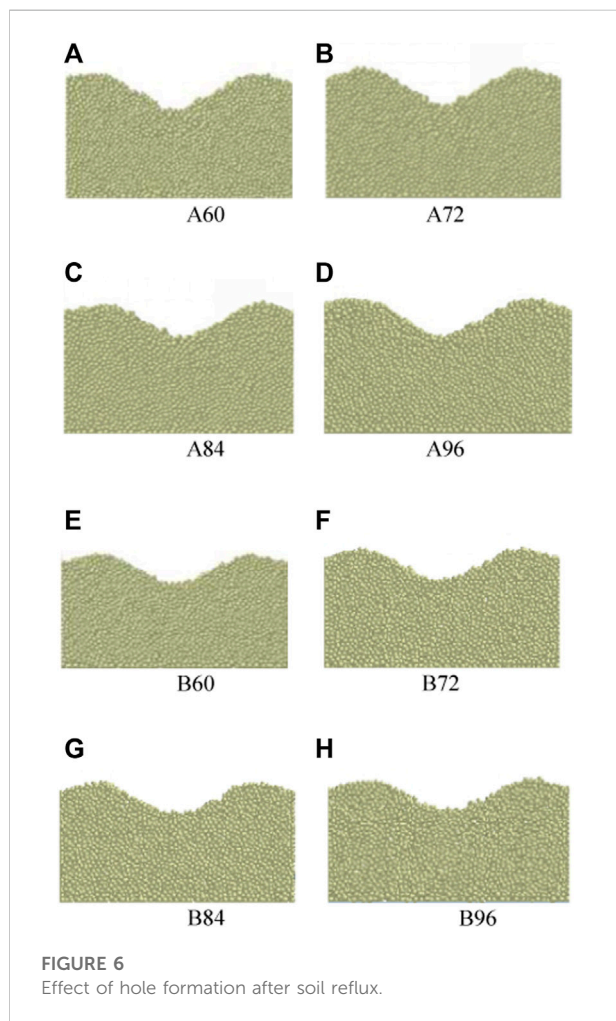 A
B
A60
A72
C
D
A84
A96
E
F
B60
B72
G
H
B84
B96
FIGURE 6
Effect of hole formation after soil reflux.